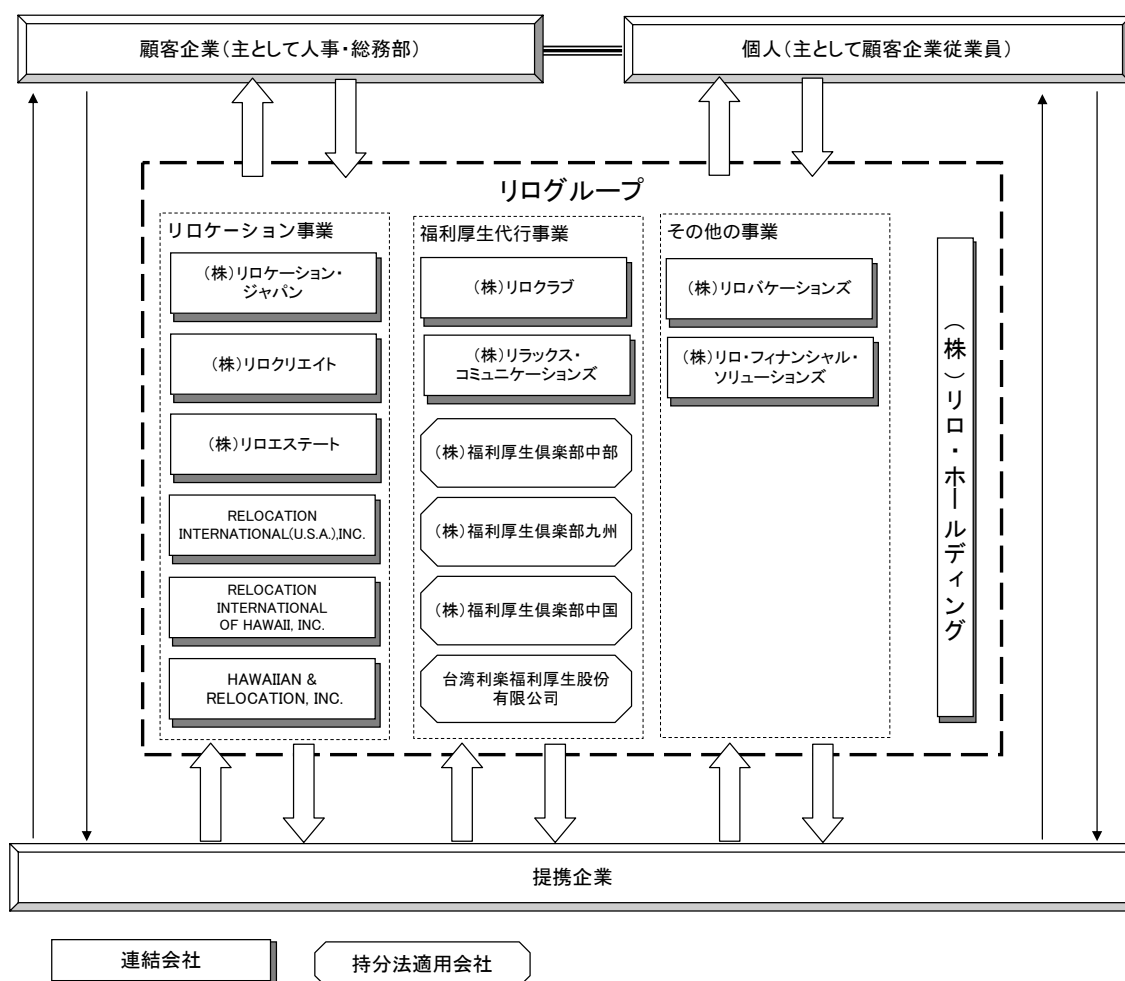 顧客企業(主として人事・総務部)
個人(主として顧客企業従業員)
リログループ
リロケーション事業
(株)リロケーション・
ジャパン
(株)リロクリエイト
(株)リロエステート
RELOCATION
INTERNATIONAL(U.S.A.),INC.
RELOCATION
INTERNATIONAL
OF HAWAII, INC.
HAWAIIAN &
RELOCATION, INC.
福利厚生代行事業
(株)リロクラブ
(株)リラックス・
コミュニケーションズ
(株)福利厚生倶楽部中部
(株)福利厚生倶楽部九州
(株)福利厚生倶楽部中国
台湾利楽福利厚生股份
有限公司
その他の事業
(株)リロバケーションズ
(株)リロ・フィナンシャル・
ソリューションズ
(株)リロ・ホールディング
提携企業
連結会社
持分法適用会社